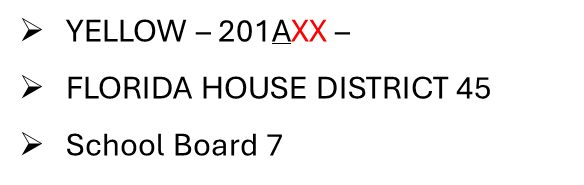 ➢ YELLOW – 201AXX –
➢ FLORIDA HOUSE DISTRICT 45
➢ School Board 7